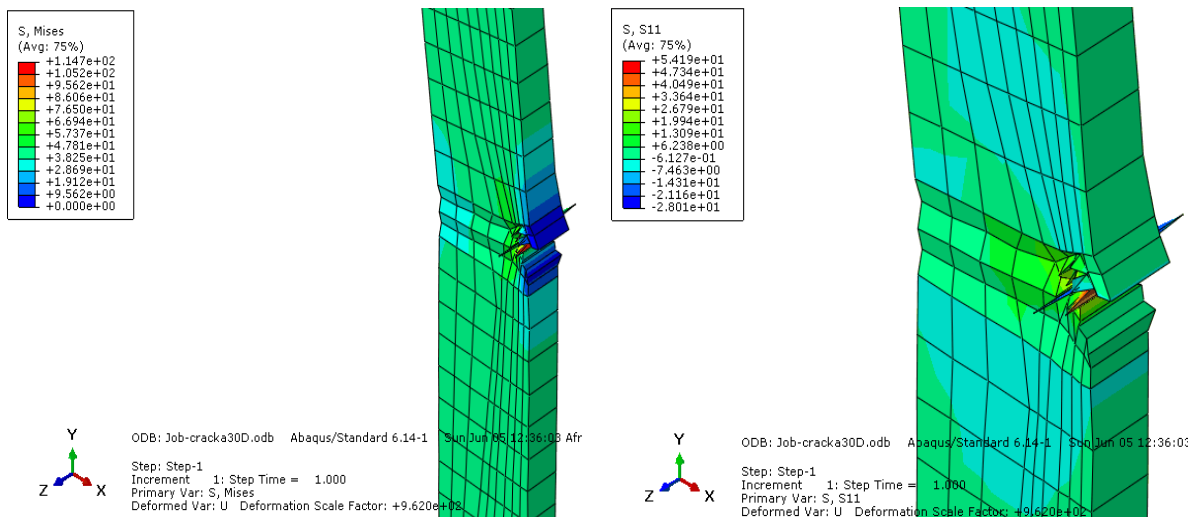 S, Mises
(Avg: 75%)
+1.147e+02
+1.052e+02
+9.562e+01
+8.606e+01
+7.650e+01
+6.694e+01
+5.737e+01
+4.781e+01
+3.825e+01
+2.869e+01
+1.912e+01
+9.562e+00
+0.000e+00
Y
Z
X
ODB: Job-cracka30D.odb Abaqus/Standard 6.14-1 Sun Jun 05 12:36:03 Afr
Step: Step-1
Increment 1: Step Time = 1.000
Primary Var: S, Mises
Deformed Var: U Deformation Scale Factor: +9.620e+02
S, S11
(Avg: 75%)
+5.419e+01
+4.734e+01
+4.049e+01
+3.364e+01
+2.679e+01
+1.994e+01
+1.309e+01
+6.238e+00
-6.127e-01
-7.463e+00
-1.431e+01
-2.116e+01
-2.801e+01
Y
Z
X
ODB: Job-cracka30D.odb Abaqus/Standard 6.14-1 Sun Jun 05 12:36:03
Step: Step-1
Increment 1: Step Time = 1.000
Primary Var: S, S11
Deformed Var: U Deformation Scale Factor: +9.620e+02